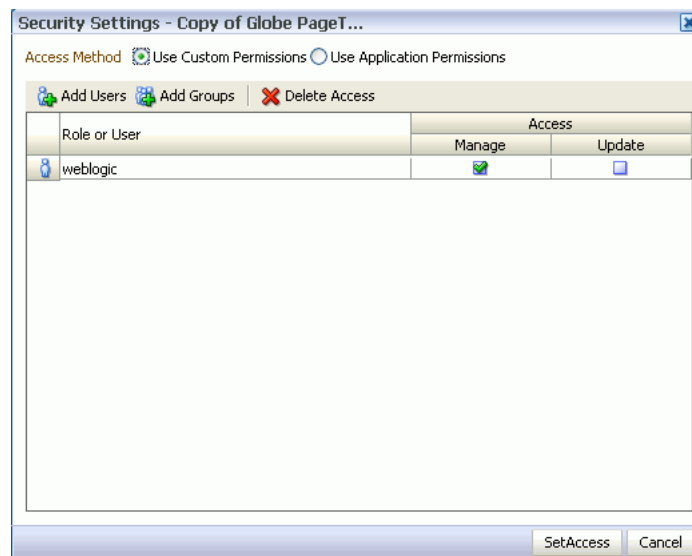 Security Settings - Copy of Globe PageT...
Access Method Use Custom Permissions Use Application Permissions
Add Users Add Groups Delete Access
Role or User
Access
Manage Update
weblogic
SetAccess Cancel